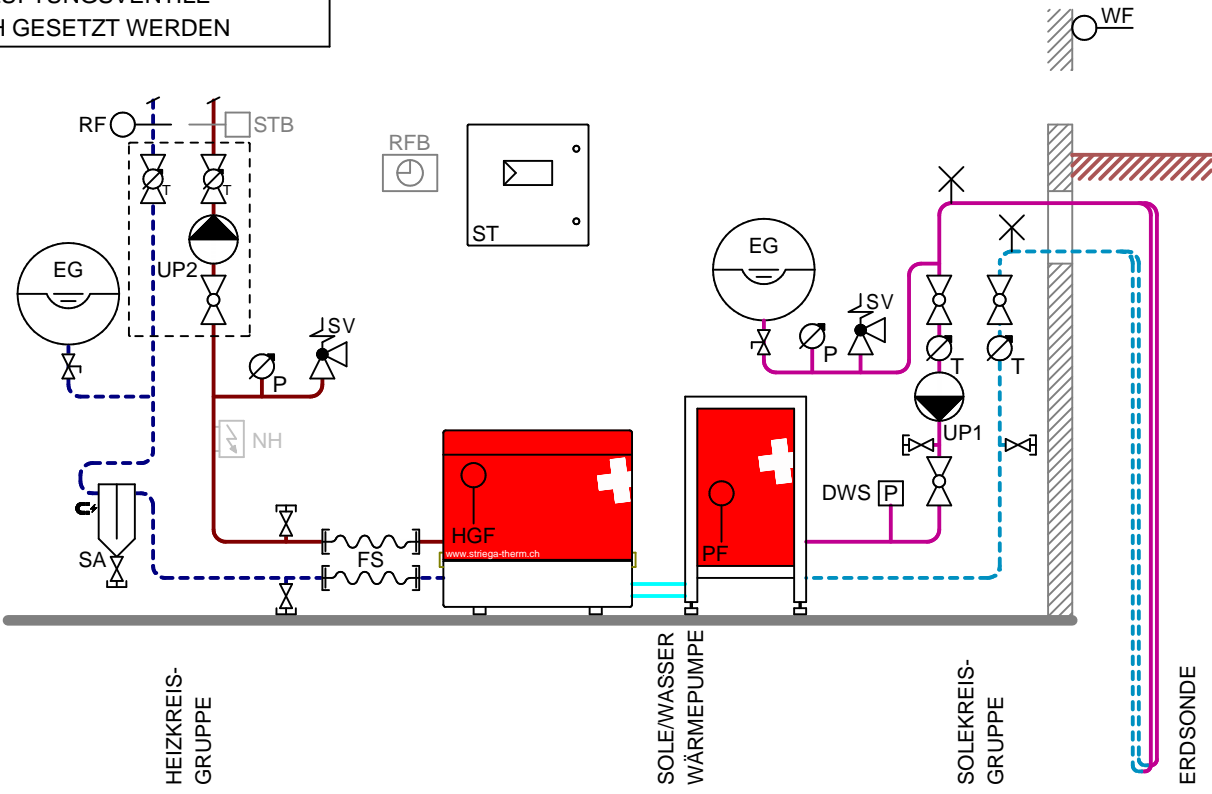 H GESETZT WERDEN
WF
RF
STB
RFB
T
T
ST
EG
UP2
EG
SV
P
SV
P
T
T
UP1
NH
DWS P
HGF
PF
www.striega-therm.ch
FS
SA
HEIZKREIS-
GRUPPE
SOLE/WASSER
WÄRMEPUMPE
SOLEKREIS-
GRUPPE
ERDSONDE